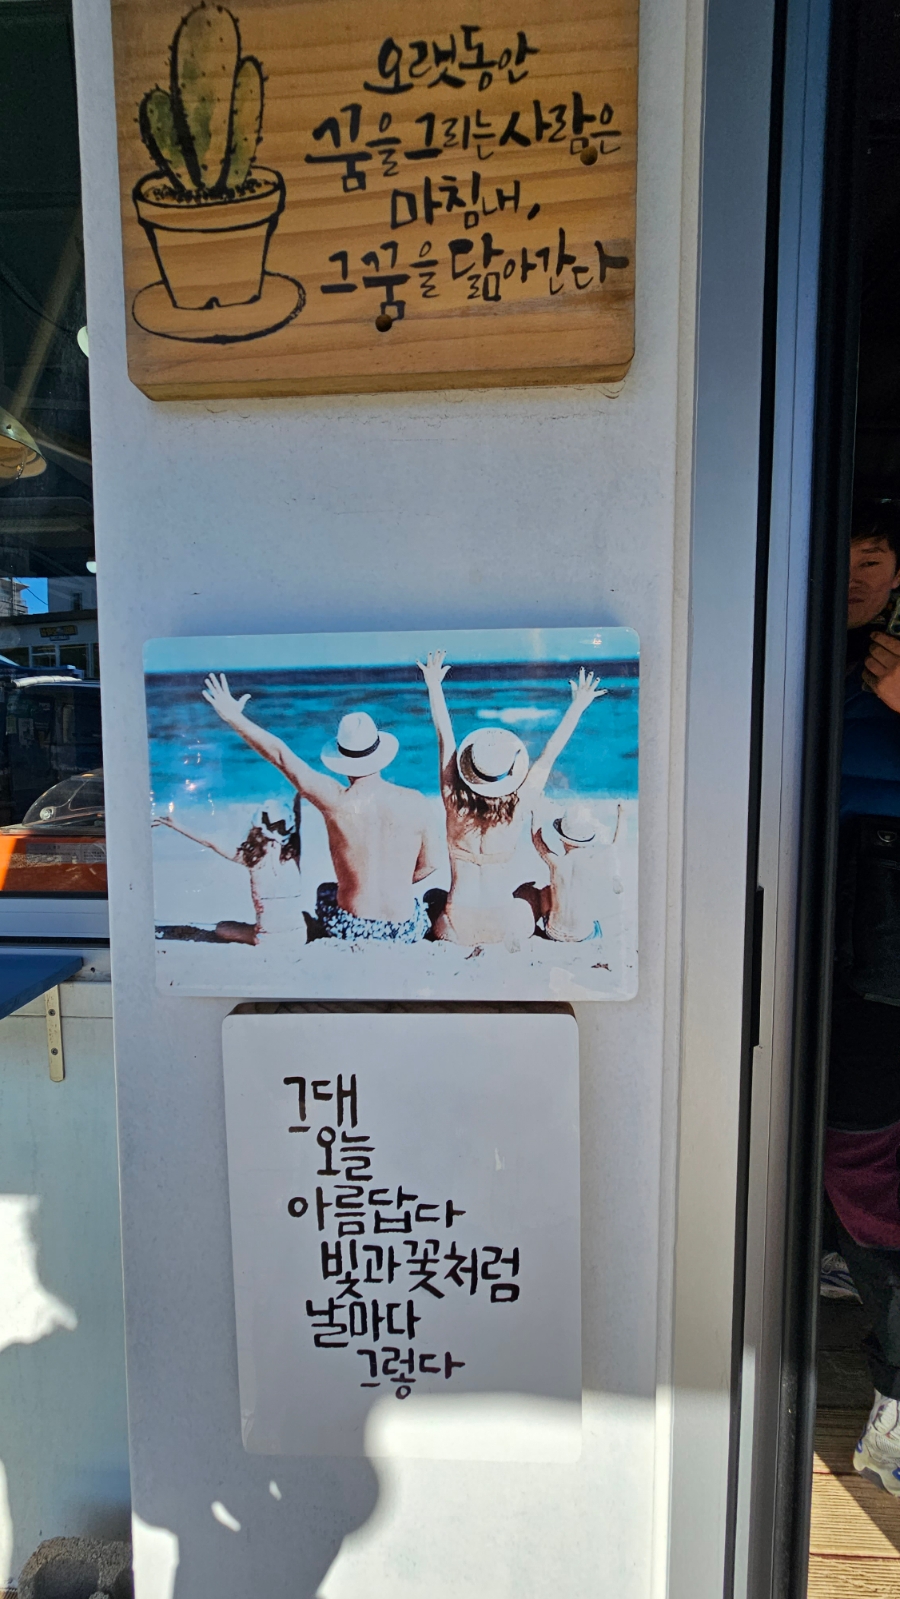 오랫동안
꿈을 그리는 사람은
마침내,
그 꿈을 닮아간다
그대
오늘
아름답다
빛과 꽃처럼
날마다
그렇다